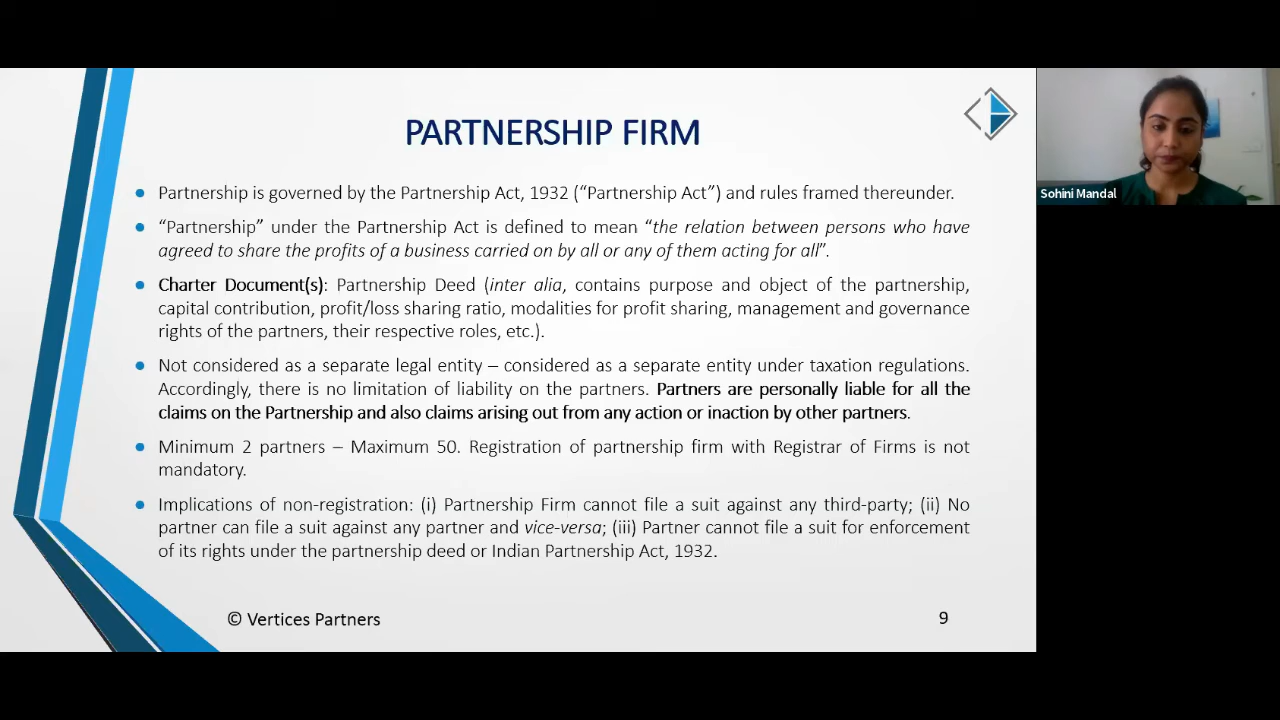 PARTNERSHIP FIRM
Partnership is governed by the Partnership Act, 1932 (“Partnership Act”) and rules framed thereunder.
“Partnership” under the Partnership Act is defined to mean “the relation between persons who have
agreed to share the profits of a business carried on by all or any of them acting for all”.
Charter Document(s): Partnership Deed (inter alia, contains purpose and object of the partnership,
capital contribution, profit/loss sharing ratio, modalities for profit sharing, management and governance
rights of the partners, their respective roles, etc.).
Not considered as a separate legal entity – considered as a separate entity under taxation regulations.
Accordingly, there is no limitation of liability on the partners. Partners are personally liable for all the
claims on the Partnership and also claims arising out from any action or inaction by other partners.
Minimum 2 partners – Maximum 50. Registration of partnership firm with Registrar of Firms is not
mandatory.
Implications of non-registration: (i) Partnership Firm cannot file a suit against any third-party; (ii) No
partner can file a suit against any partner and vice-versa; (iii) Partner cannot file a suit for enforcement
of its rights under the partnership deed or Indian Partnership Act, 1932.
© Vertices Partners
9
Sohini Mandal